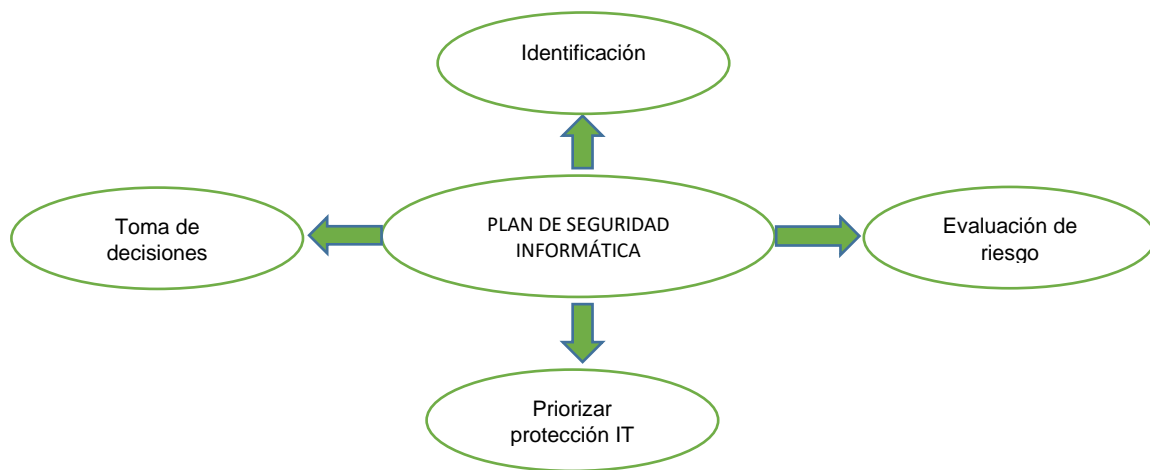 Identificación
Toma de
decisiones
PLAN DE SEGURIDAD
INFORMÁTICA
Evaluación de
riesgo
Priorizar
protección IT